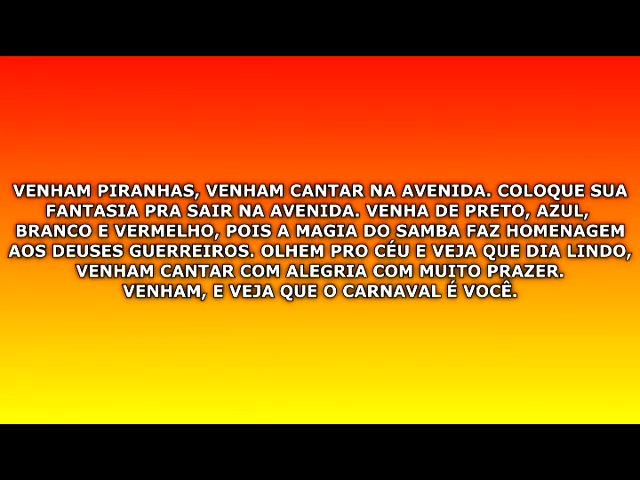 VENHAM PIRANHAS, VENHAM CANTAR NA AVENIDA. COLOQUE SUA
FANTASIA PRA SAIR NA AVENIDA. VENHA DE PRETO, AZUL,
BRANCO E VERMELHO, POIS A MAGIA DO SAMBA FAZ HOMENAGEM
AOS DEUSES GUERREIROS. OLHEM PRO CÉU E VEJA QUE DIA LINDO,
VENHAM CANTAR COM ALEGRIA COM MUITO PRAZER.
VENHAM, E VEJA QUE O CARNAVAL É VOCÊ.